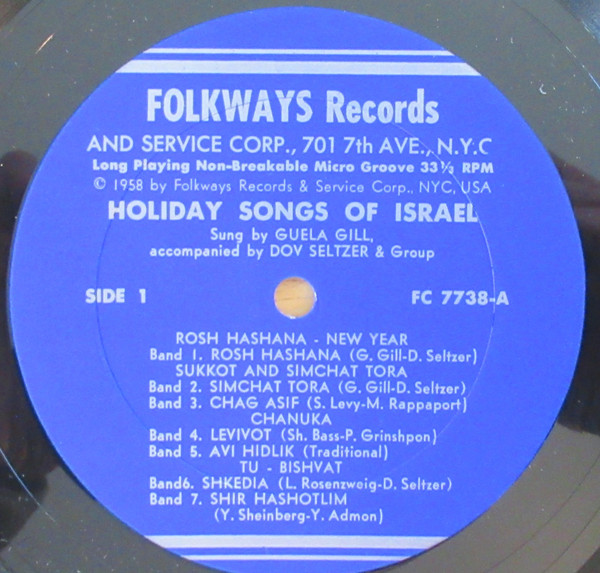 FOLKWAYS Records
AND SERVICE CORP., 701 7th AVE., N.Y.C
Long Playing Non-Breakable Micro Groove 33⅓ RPM
© 1958 by Folkways Records & Service Corp., NYC, USA
HOLIDAY SONGS OF ISRAEL
Sung by GUELA GILL,
accompanied by DOV SELTZER & Group
SIDE 1 FC 7738-A
ROSH HASHANA - NEW YEAR
Band 1. ROSH HASHANA (G. Gill-D. Seltzer)
SUKKOT AND SIMCHAT TORA
Band 2. SIMCHAT TORA (G. Gill-D. Seltzer)
Band 3. CHAG ASIF (S. Levy-M. Rappaport)
CHANUKA
Band 4. LEVIVOT (Sh. Bass-P. Grinshpon)
Band 5. AVI HIDLIK (Traditional)
TU - BISHVAT
Band6. SHKEDIA (L. Rosenzweig-D. Seltzer)
Band 7. SHIR HASHOTLIM
(Y. Sheinberg-Y. Admon)